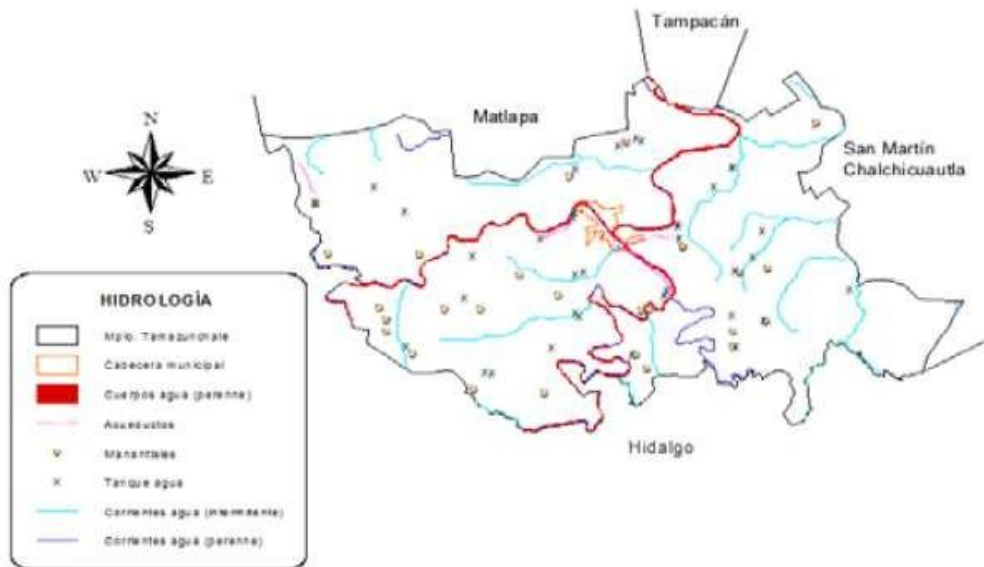 Tampacán
Matlapa
San Martín
Chalchicuautla
N
W E
S
HIDROLOGÌA
Mpio. Tamazunchale
Cabecera municipal
Cuerpos agua (perenne)
Acueductos
Manantiales
Tanque agua
Corrientes agua (intermitente)
Corrientes agua (perenne)
Hidalgo